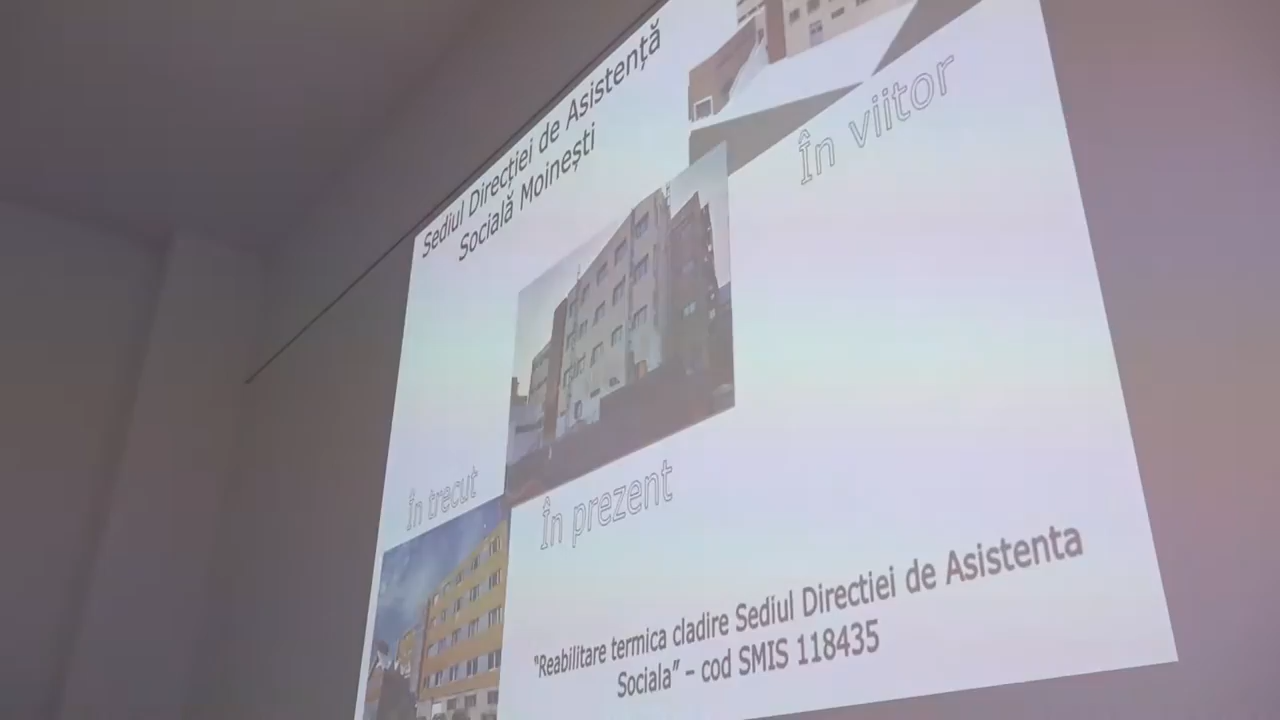 Sediul Direcției de Asistență
Socială Moinești
În viitor
În trecut
În prezent
"Reabilitare termica cladire Sediul Directiei de Asistenta
Sociala” – cod SMIS 118435